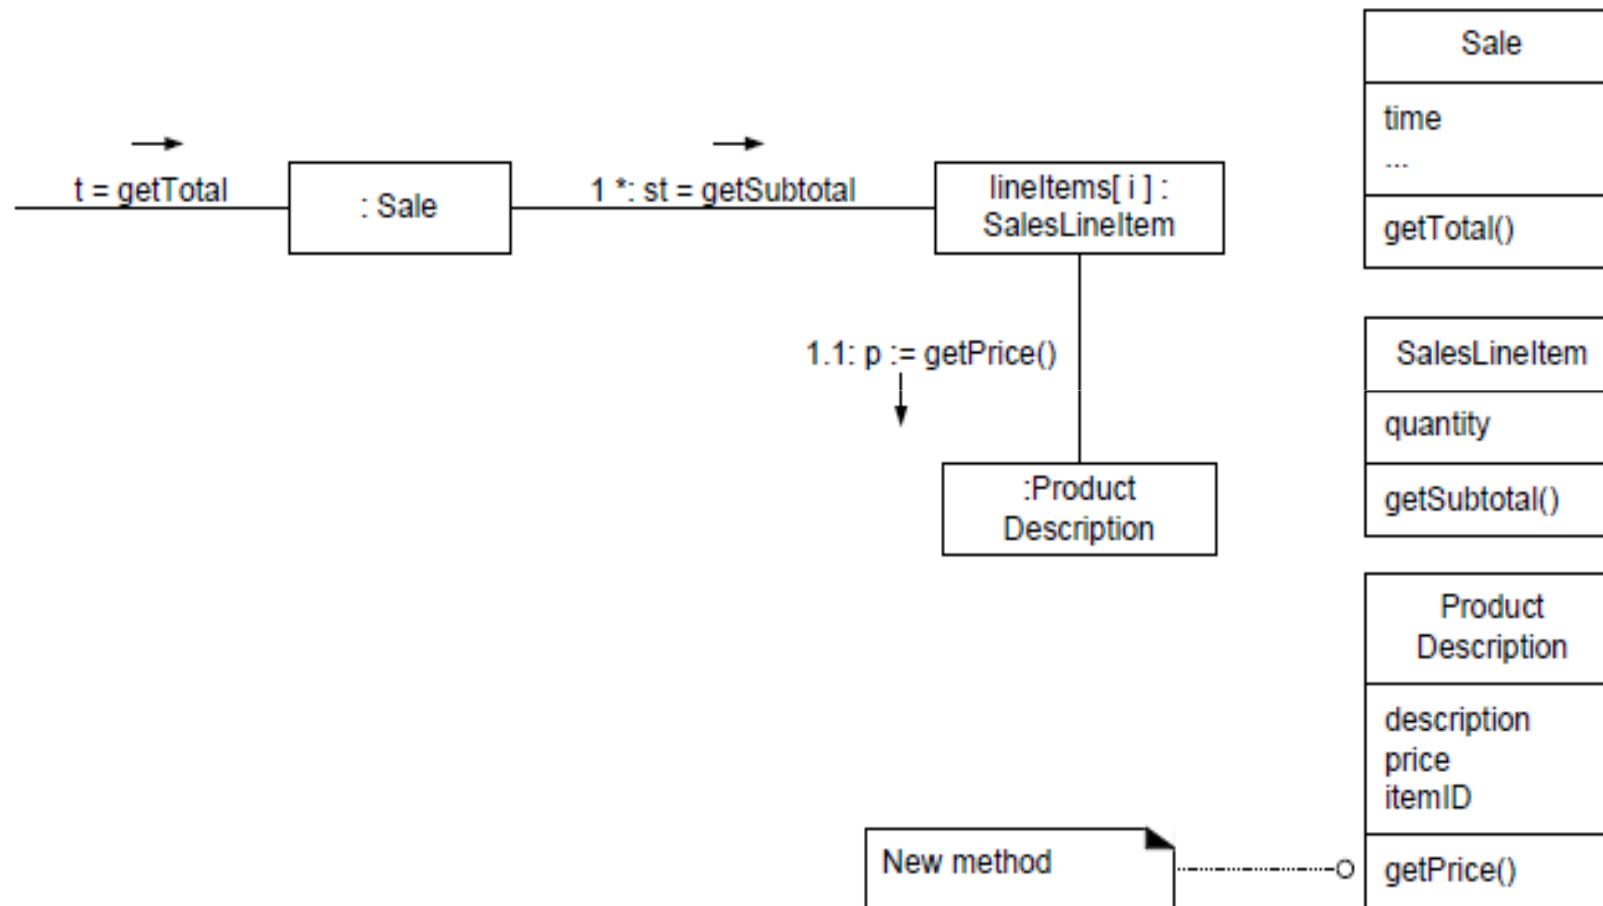 t = getTotal
: Sale
1 *: st = getSubtotal
lineItems[ i ] :
SalesLineItem
1.1: p := getPrice()
:Product
Description
New method
Sale
time
...
getTotal()
SalesLineItem
quantity
getSubtotal()
Product
Description
description
price
itemID
getPrice()